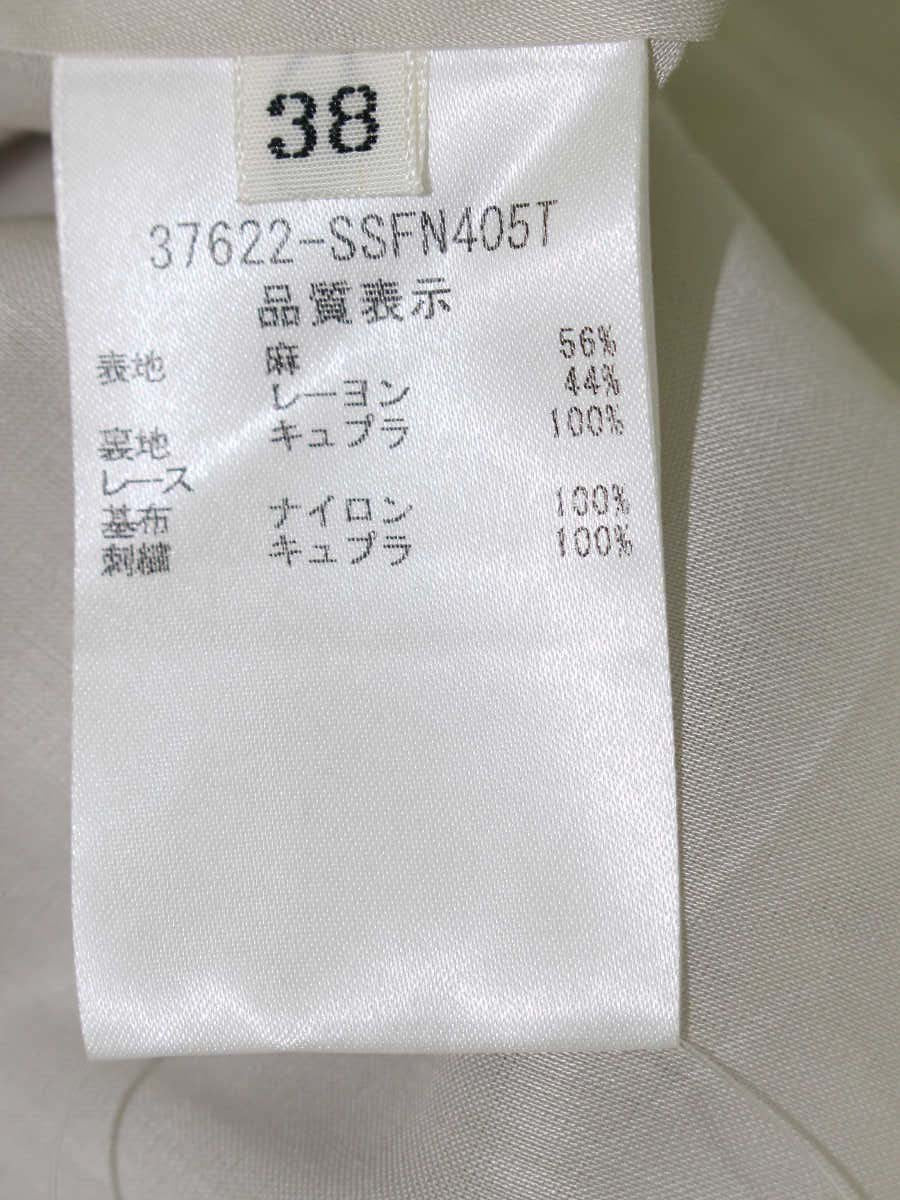 38
37622-SSFN405T
品質表示
表地 麻 56%
レーヨン 44%
裏地 キュプラ 100%
レース
基布 ナイロン 100%
刺繍 キュプラ 100%